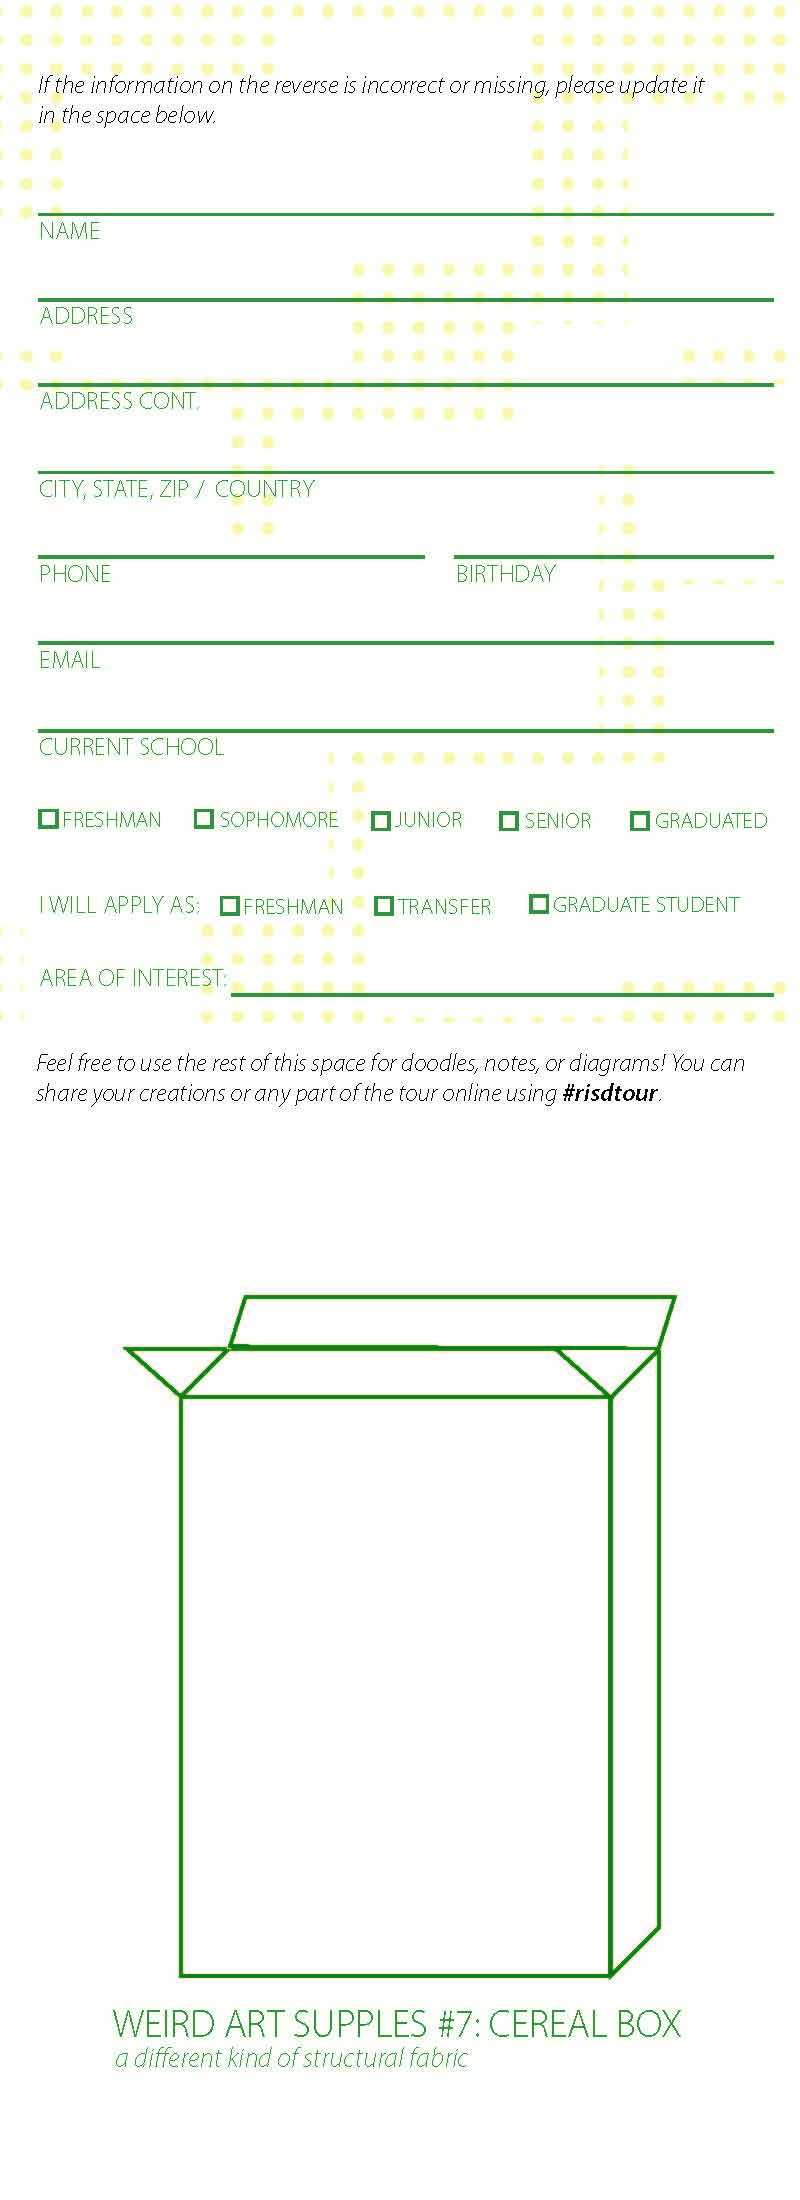 If the information on the reverse is incorrect or missing, please update it
in the space below.
NAME
ADDRESS
ADDRESS CONT.
CITY, STATE, ZIP / COUNTRY
PHONE BIRTHDAY
EMAIL
CURRENT SCHOOL
FRESHMAN SOPHOMORE JUNIOR SENIOR GRADUATED
I WILL APPLY AS: FRESHMAN TRANSFER GRADUATE STUDENT
AREA OF INTEREST:
Feel free to use the rest of this space for doodles, notes, or diagrams! You can
share your creations or any part of the tour online using #risdtour.
WEIRD ART SUPPLES #7: CEREAL BOX
a different kind of structural fabric